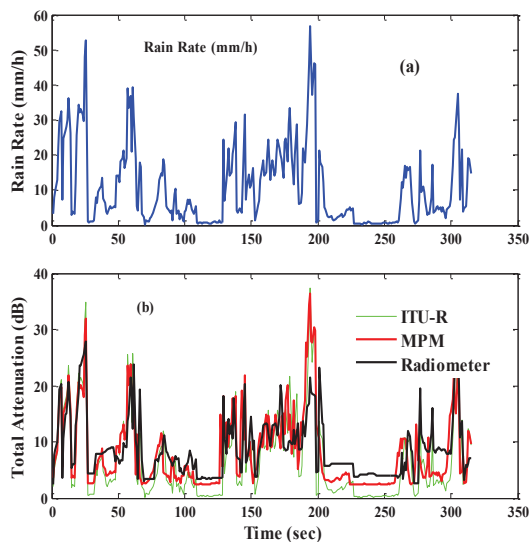 60
50
40
30
20
10
0
Rain Rate (mm/h)
Rain Rate (mm/h)
(a)
0 50 100 150 200 250 300 350
40
30
20
10
0
Total Attenuation (dB)
(b)
ITU-R
MPM
Radiometer
0 50 100 150 200 250 300 350
Time (sec)